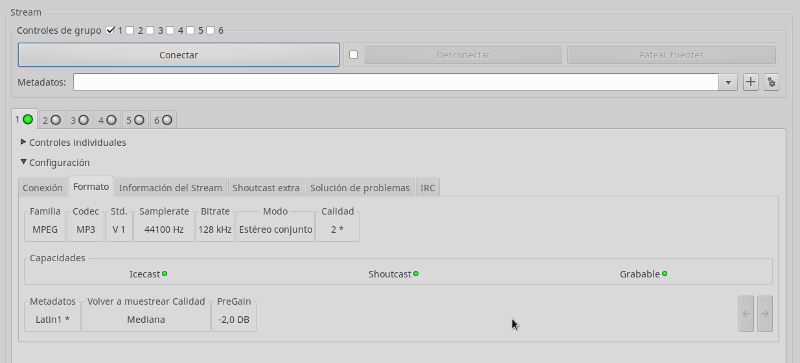 Stream
Controles de grupo 1 2 3 4 5 6
Conectar Desconectar Patear Fuentes
Metadatos:
1 2 3 4 5 6
Controles individuales
Configuración
Conexión Formato Información del Stream Shoutcast extra Solución de problemas IRC
Familia Codec Std. Samplerate Bitrate Modo Calidad
MPEG MP3 V 1 44100 Hz 128 kHz Estéreo conjunto 2 *
Capacidades
Icecast Shoutcast Grabable
Metadatos Volver a muestrear Calidad PreGain
Latin1 * Mediana -2,0 DB